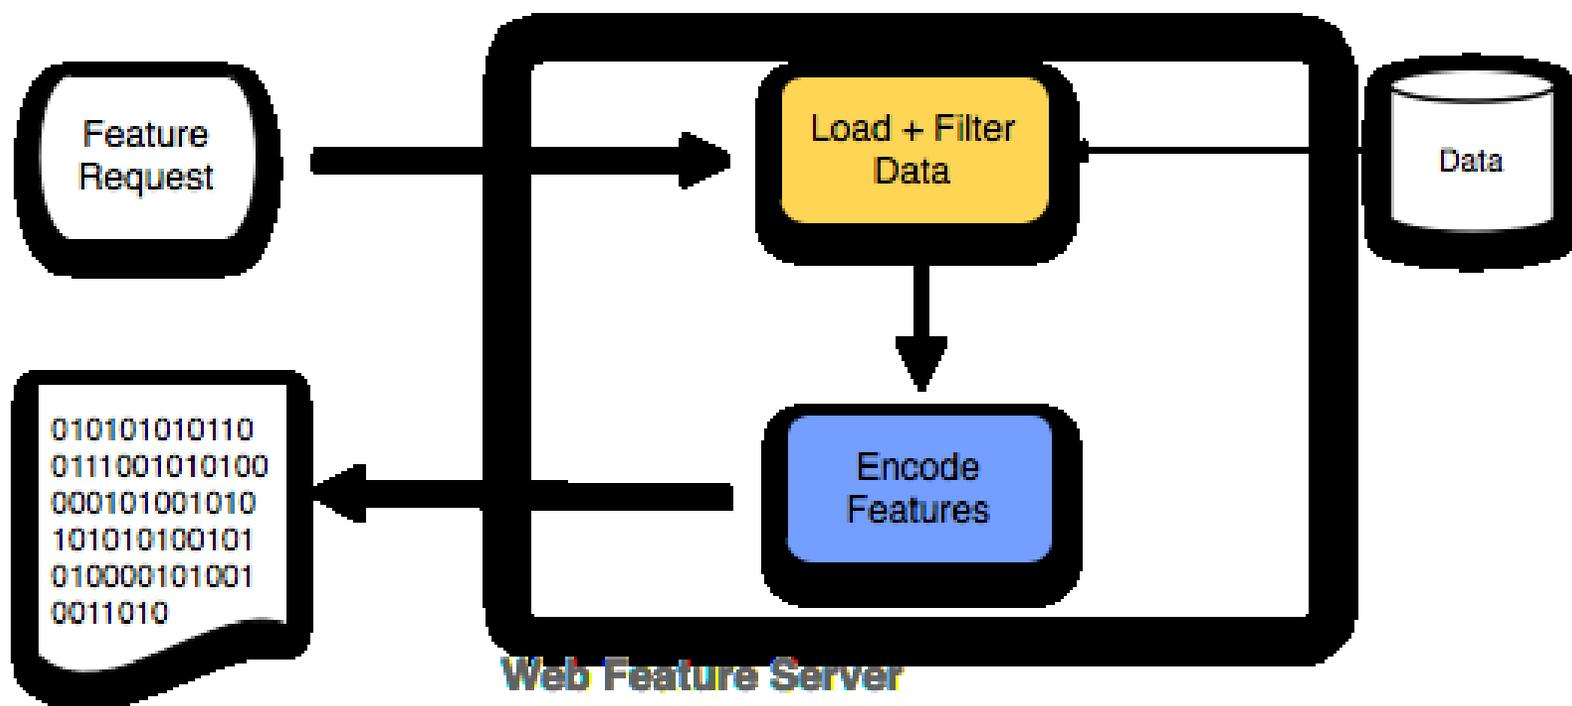 Feature
Request
Load + Filter
Data
Data
Encode
Features
010101010110
0111001010100
000101001010
101010100101
010000101001
0011010
Web Feature Server